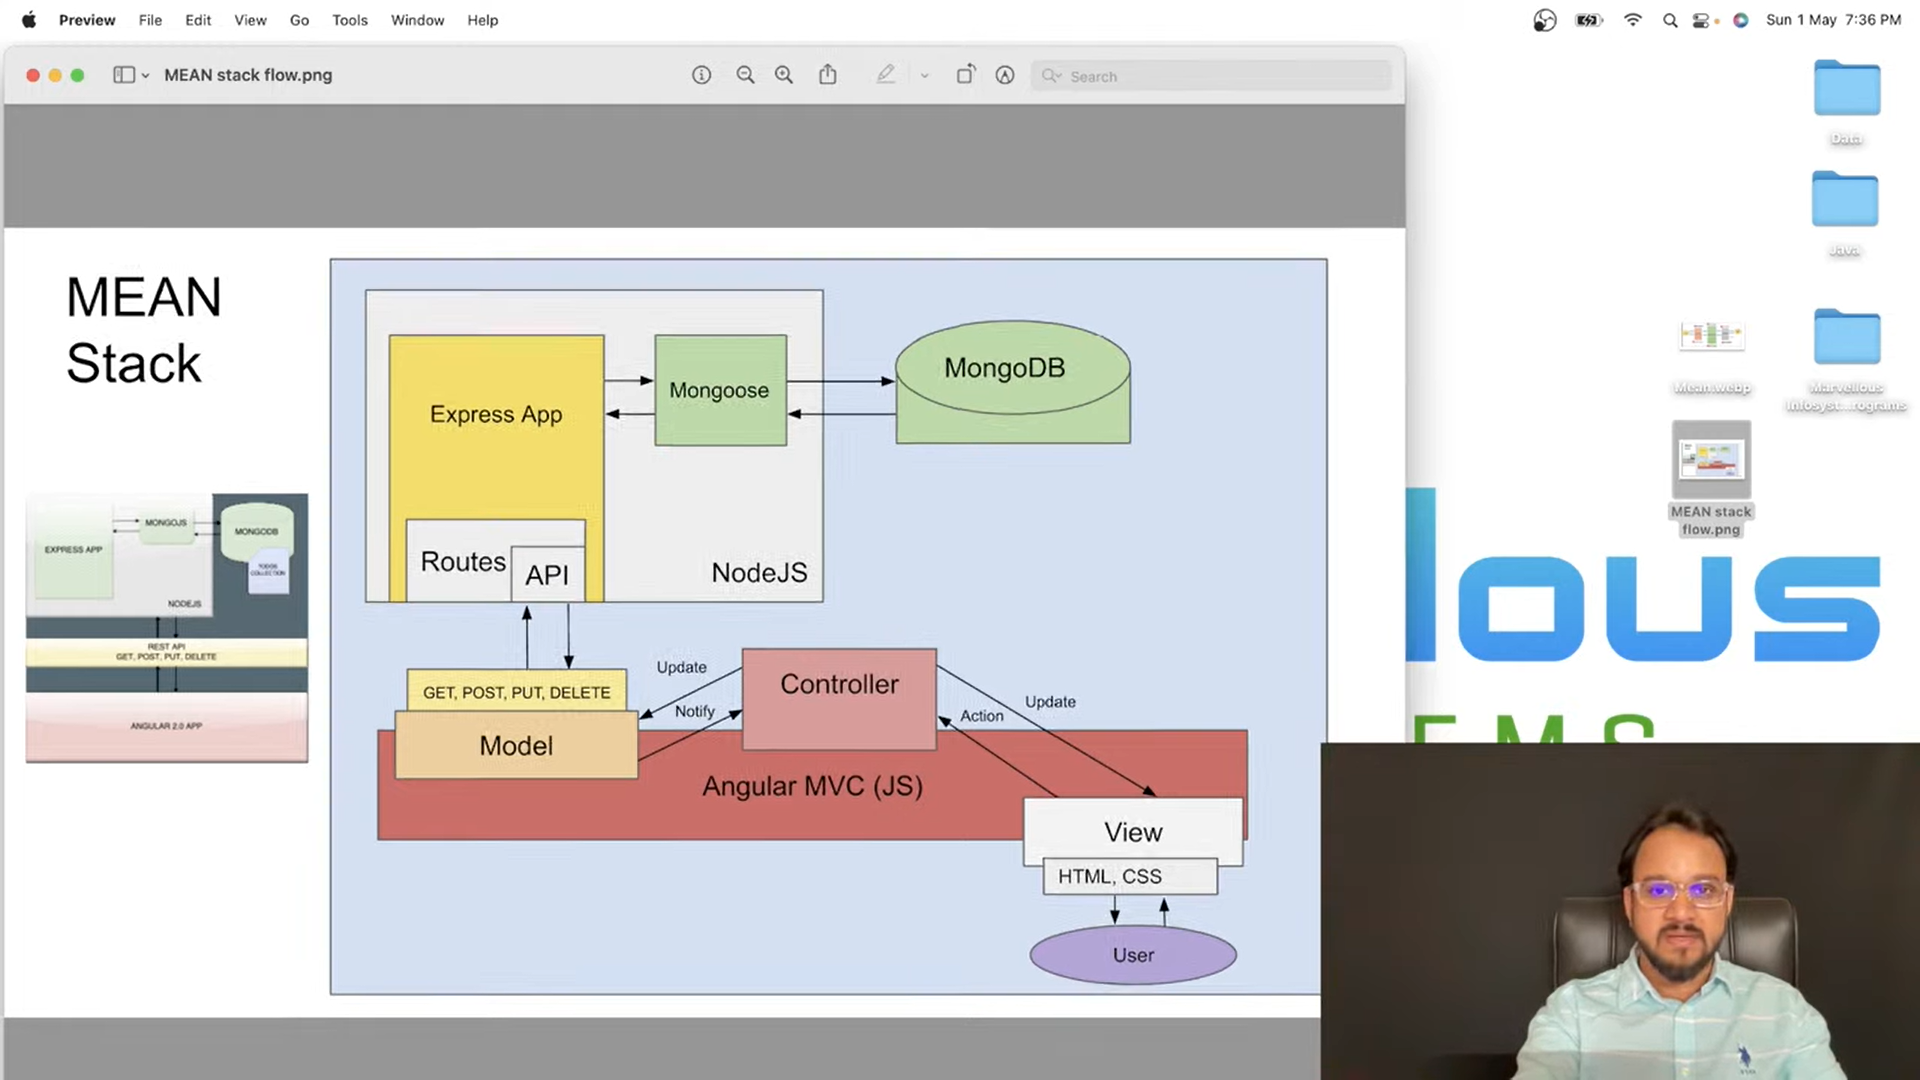 Preview File Edit View Go Tools Window Help
Sun 1 May 7:36 PM
MEAN stack flow.png
Search
MEAN
Stack
Express App
Mongoose
MongoDB
Routes
API
NodeJS
GET, POST, PUT, DELETE
Model
Update
Notify
Controller
Action
Update
Angular MVC (JS)
View
HTML, CSS
User
EXPRESS APP
MONGOJS
MONGODB
TODOS
COLLECTION
NODEJS
REST API
GET, POST, PUT, DELETE
ANGULAR 2.0 APP
Data
Java
Mean.webp
Marvellous
Infosyst...rograms
MEAN stack
flow.png
lous
EMS